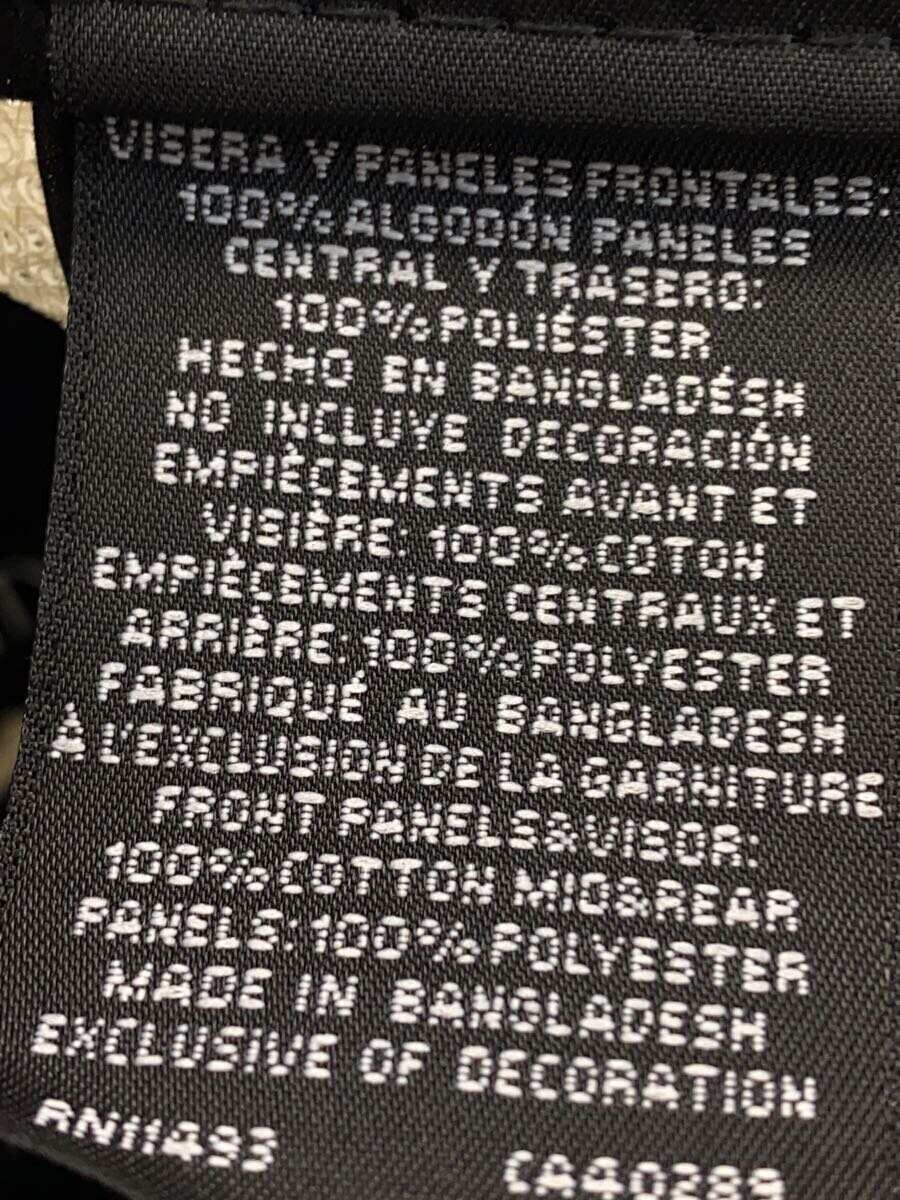 VISERA Y PANELES FRONTALES:
100% ALGODÓN PANELES
CENTRAL Y TRASERO:
100% POLIÉSTER
HECHO EN BANGLADÉSH
NO INCLUYE DECORACIÓN
EMPIÈCEMENTS AVANT ET
VISIÈRE: 100% COTON
EMPIÈCEMENTS CENTRAUX ET
ARRIÈRE: 100% POLYESTER
FABRIQUÉ AU BANGLADESH
À L'EXCLUSION DE LA GARNITURE
FRONT PANELS&VISOR:
100% COTTON MID&REAR
PANELS: 100% POLYESTER
MADE IN BANGLADESH
EXCLUSIVE OF DECORATION
RN11493 CA40289